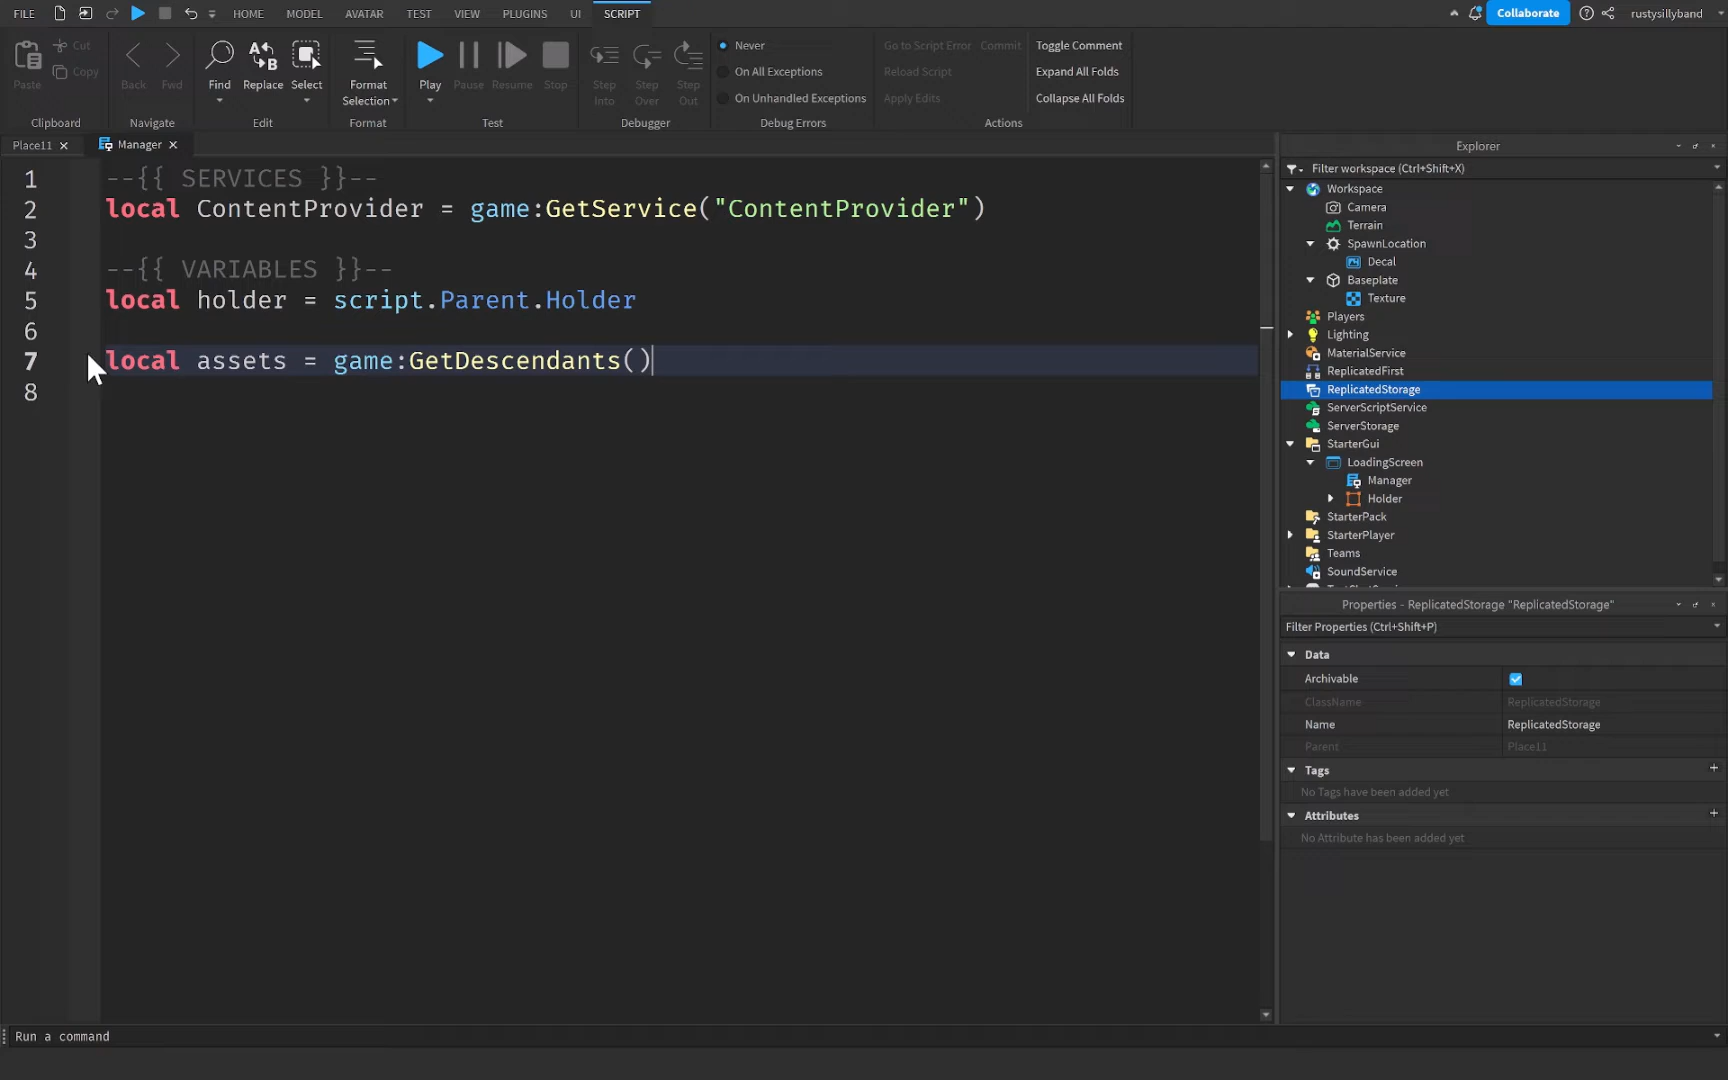 FILE HOME MODEL AVATAR TEST VIEW PLUGINS UI SCRIPT Collaborate rustysillyband
Paste Cut Copy Back Fwd Find Replace Select Format Selection Play Pause Resume Stop Step Into Step Over Step Out
Never
On All Exceptions
On Unhandled Exceptions
Go to Script Error Commit
Reload Script
Apply Edits
Toggle Comment
Expand All Folds
Collapse All Folds
Clipboard Navigate Edit Format Test Debugger Debug Errors Actions
Place11 Manager
1 --{{ SERVICES }}--
2 local ContentProvider = game:GetService("ContentProvider")
3
4 --{{ VARIABLES }}--
5 local holder = script.Parent.Holder
6
7 local assets = game:GetDescendants()
8
Explorer
Filter workspace (Ctrl+Shift+X)
Workspace
Camera
Terrain
SpawnLocation
Decal
Baseplate
Texture
Players
Lighting
MaterialService
ReplicatedFirst
ReplicatedStorage
ServerScriptService
ServerStorage
StarterGui
LoadingScreen
Manager
Holder
StarterPack
StarterPlayer
Teams
SoundService
Properties - ReplicatedStorage "ReplicatedStorage"
Filter Properties (Ctrl+Shift+P)
Data
Archivable
ClassName ReplicatedStorage
Name ReplicatedStorage
Parent Place11
Tags
No Tags have been added yet
Attributes
No Attribute has been added yet
Run a command